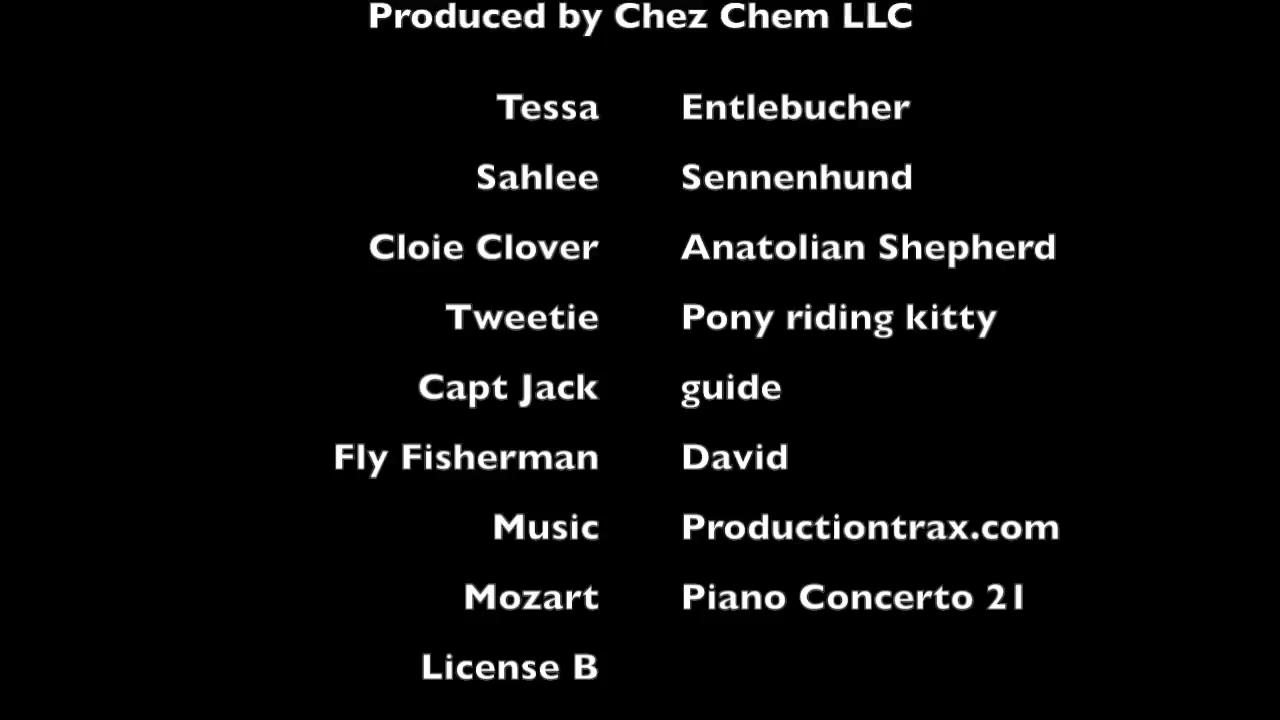 Produced by Chez Chem LLC
Tessa Entlebucher
Sahlee Sennenhund
Cloie Clover Anatolian Shepherd
Tweetie Pony riding kitty
Capt Jack guide
Fly Fisherman David
Music Productiontrax.com
Mozart Piano Concerto 21
License B